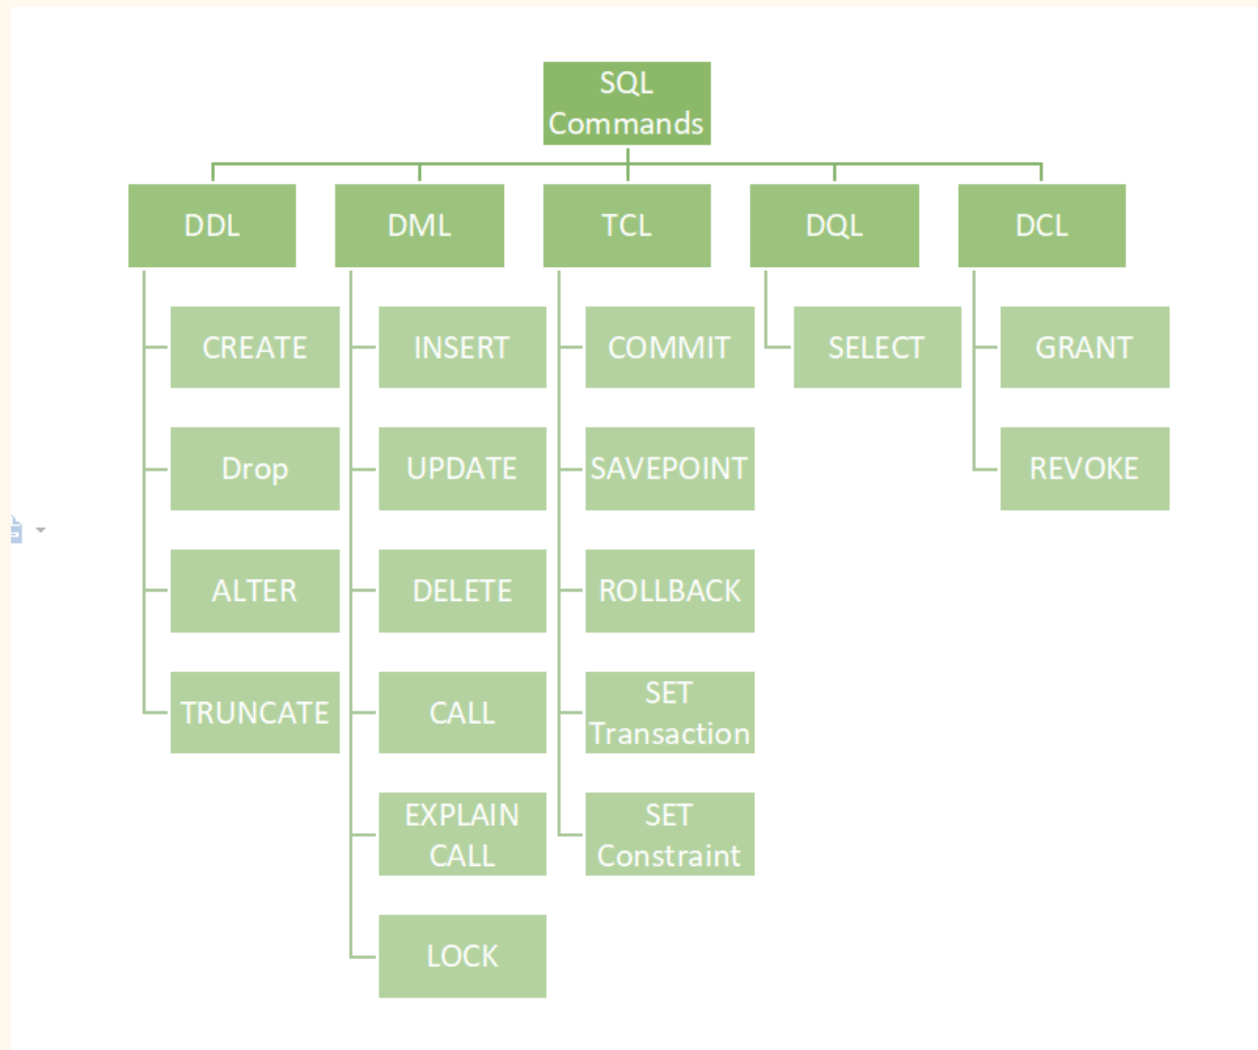 SQL
Commands
DDL
DML
TCL
DQL
DCL
CREATE
INSERT
COMMIT
SELECT
GRANT
Drop
UPDATE
SAVEPOINT
REVOKE
ALTER
DELETE
ROLLBACK
TRUNCATE
CALL
SET
Transaction
EXPLAIN
CALL
SET
Constraint
LOCK